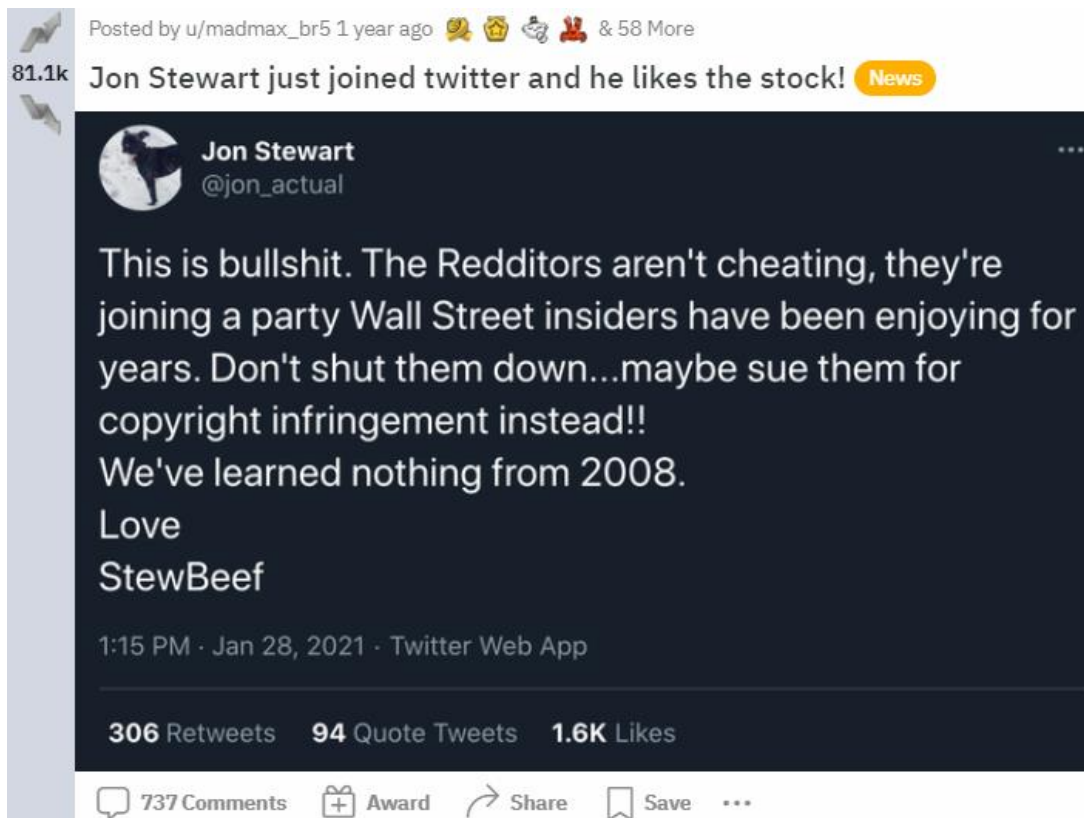 Posted by u/madmax_br5 1 year ago & 58 More
81.1k
Jon Stewart just joined twitter and he likes the stock! News
Jon Stewart
@jon_actual
This is bullshit. The Redditors aren't cheating, they're
joining a party Wall Street insiders have been enjoying for
years. Don't shut them down...maybe sue them for
copyright infringement instead!!
We've learned nothing from 2008.
Love
StewBeef
1:15 PM · Jan 28, 2021 · Twitter Web App
306 Retweets 94 Quote Tweets 1.6K Likes
737 Comments Award Share Save